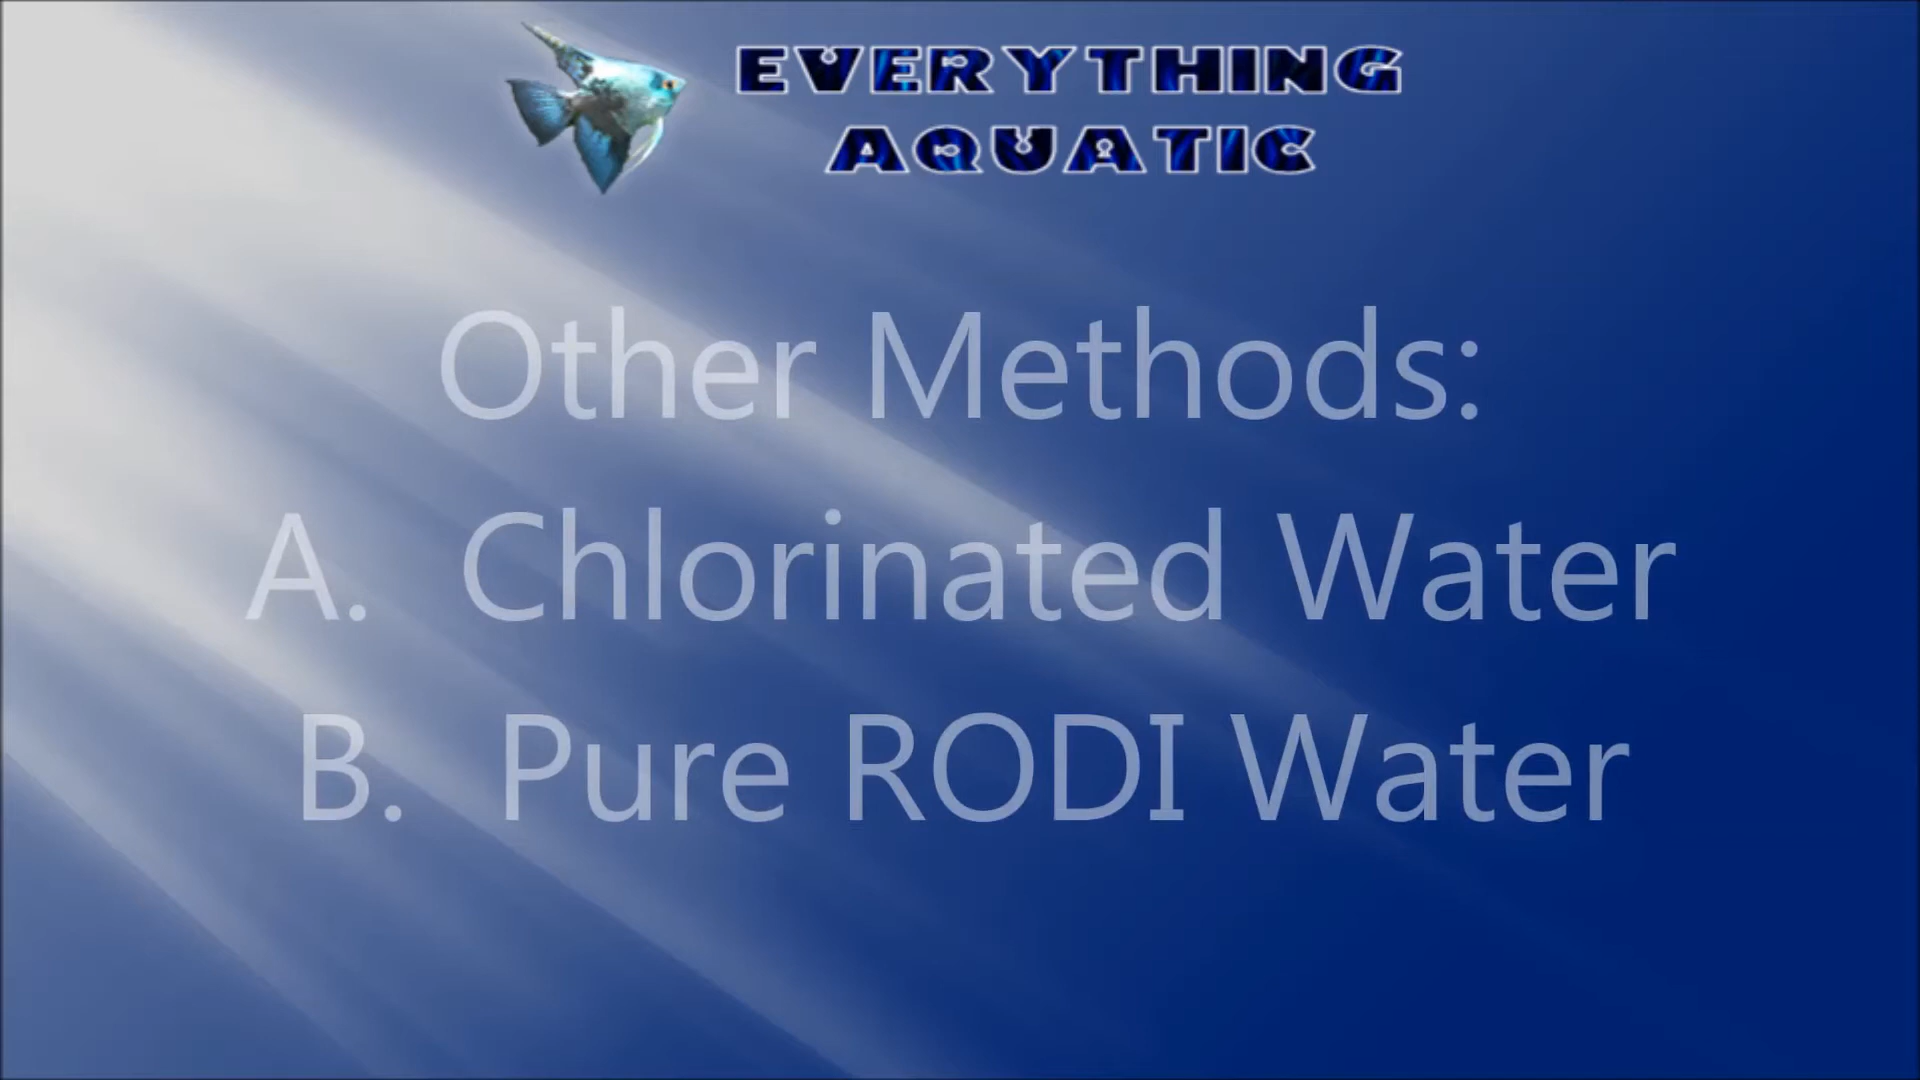 EVERYTHING
AQUATIC
Other Methods:
A. Chlorinated Water
B. Pure RODI Water